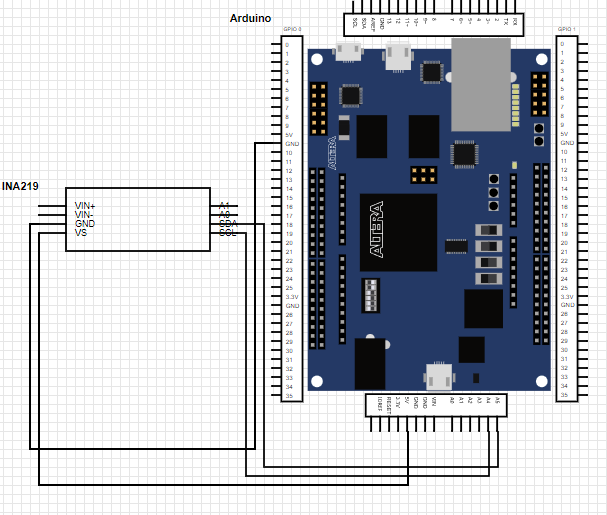 Arduino
SCL
SDA
AREF
GND
13
12
11~
10~
9~
8
7
6~
5~
4
3~
2
TX
RX
GPIO 0
0
1
2
3
4
5
6
7
8
9
5V
GND
10
11
12
13
14
15
16
17
18
19
20
21
22
23
24
25
3.3V
GND
26
27
28
29
30
31
32
33
34
35
ALTERA
ALTERA
GPIO 1
0
1
2
3
4
5
6
7
8
9
5V
GND
10
11
12
13
14
15
16
17
18
19
20
21
22
23
24
25
3.3V
GND
26
27
28
29
30
31
32
33
34
35
INA219
VIN+
VIN-
GND
VS
A1
A0
SDA
SCL
IOREF
RESET
3.3V
5V
GND
GND
VIN
A0
A1
A2
A3
A4
A5